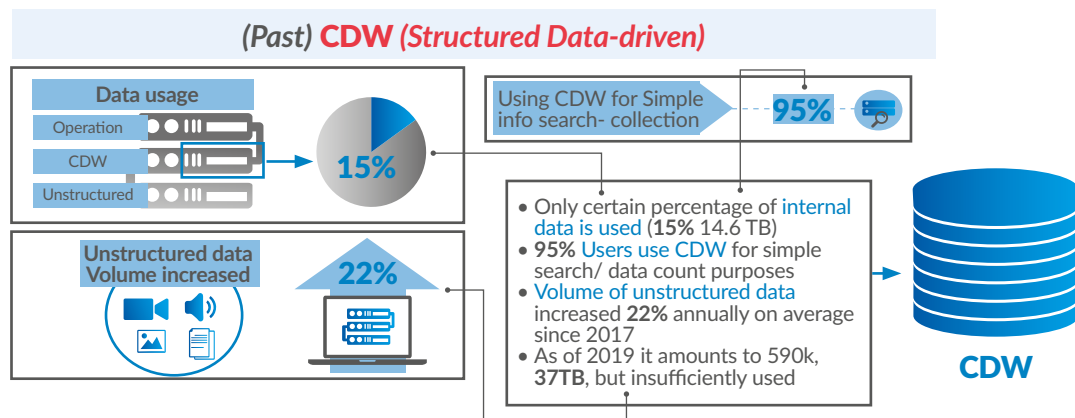 (Past) CDW (Structured Data-driven)
Data usage
Operation
CDW
Unstructured
15%
Using CDW for Simple
info search- collection
95%
Unstructured data
Volume increased
22%
• Only certain percentage of internal
data is used (15% 14.6 TB)
• 95% Users use CDW for simple
search/ data count purposes
• Volume of unstructured data
increased 22% annually on average
since 2017
• As of 2019 it amounts to 590k,
37TB, but insufficiently used
CDW